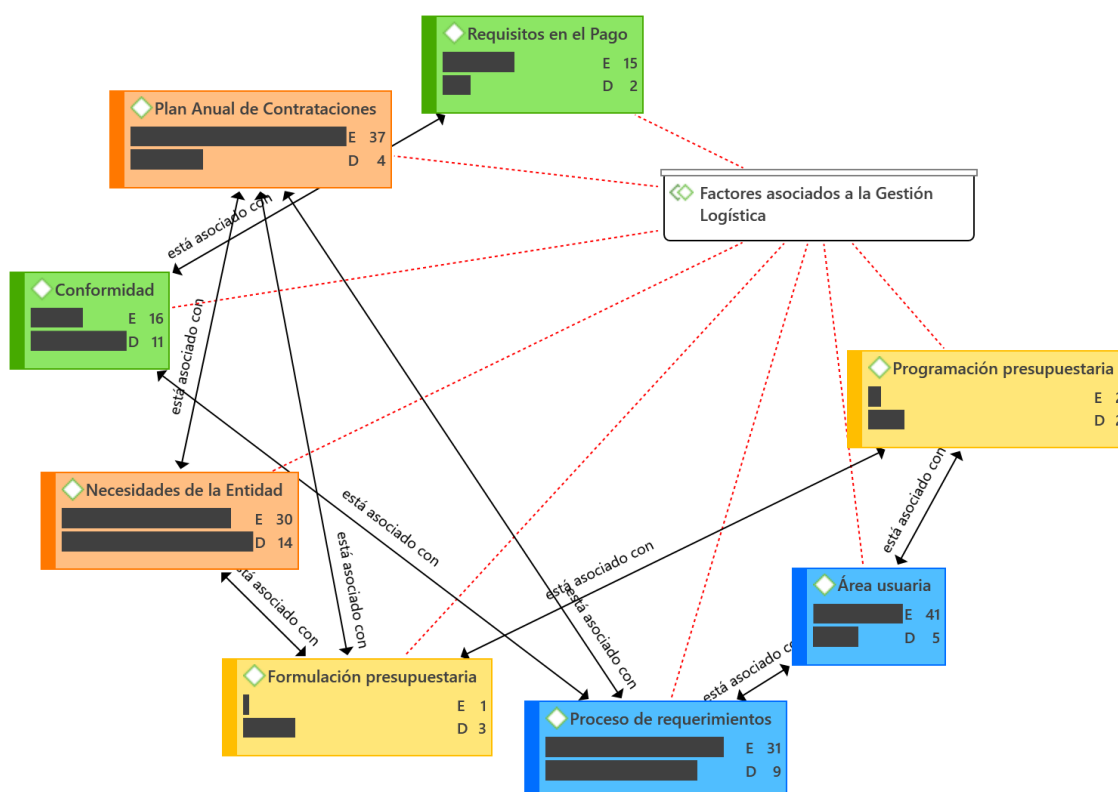 Requisitos en el Pago
E 15
D 2
Plan Anual de Contrataciones
E 37
D 4
Factores asociados a la Gestión
Logística
está asociado con
Conformidad
E 16
D 11
está asociado con
Programación presupuestaria
E 2
D 2
está asociado con
Necesidades de la Entidad
E 30
D 14
está asociado con
está asociado con
está asociado con
está asociado con
está asociado con
Área usuaria
E 41
D 5
está asociado co
Formulación presupuestaria
E 1
D 3
Proceso de requerimientos
E 31
D 9